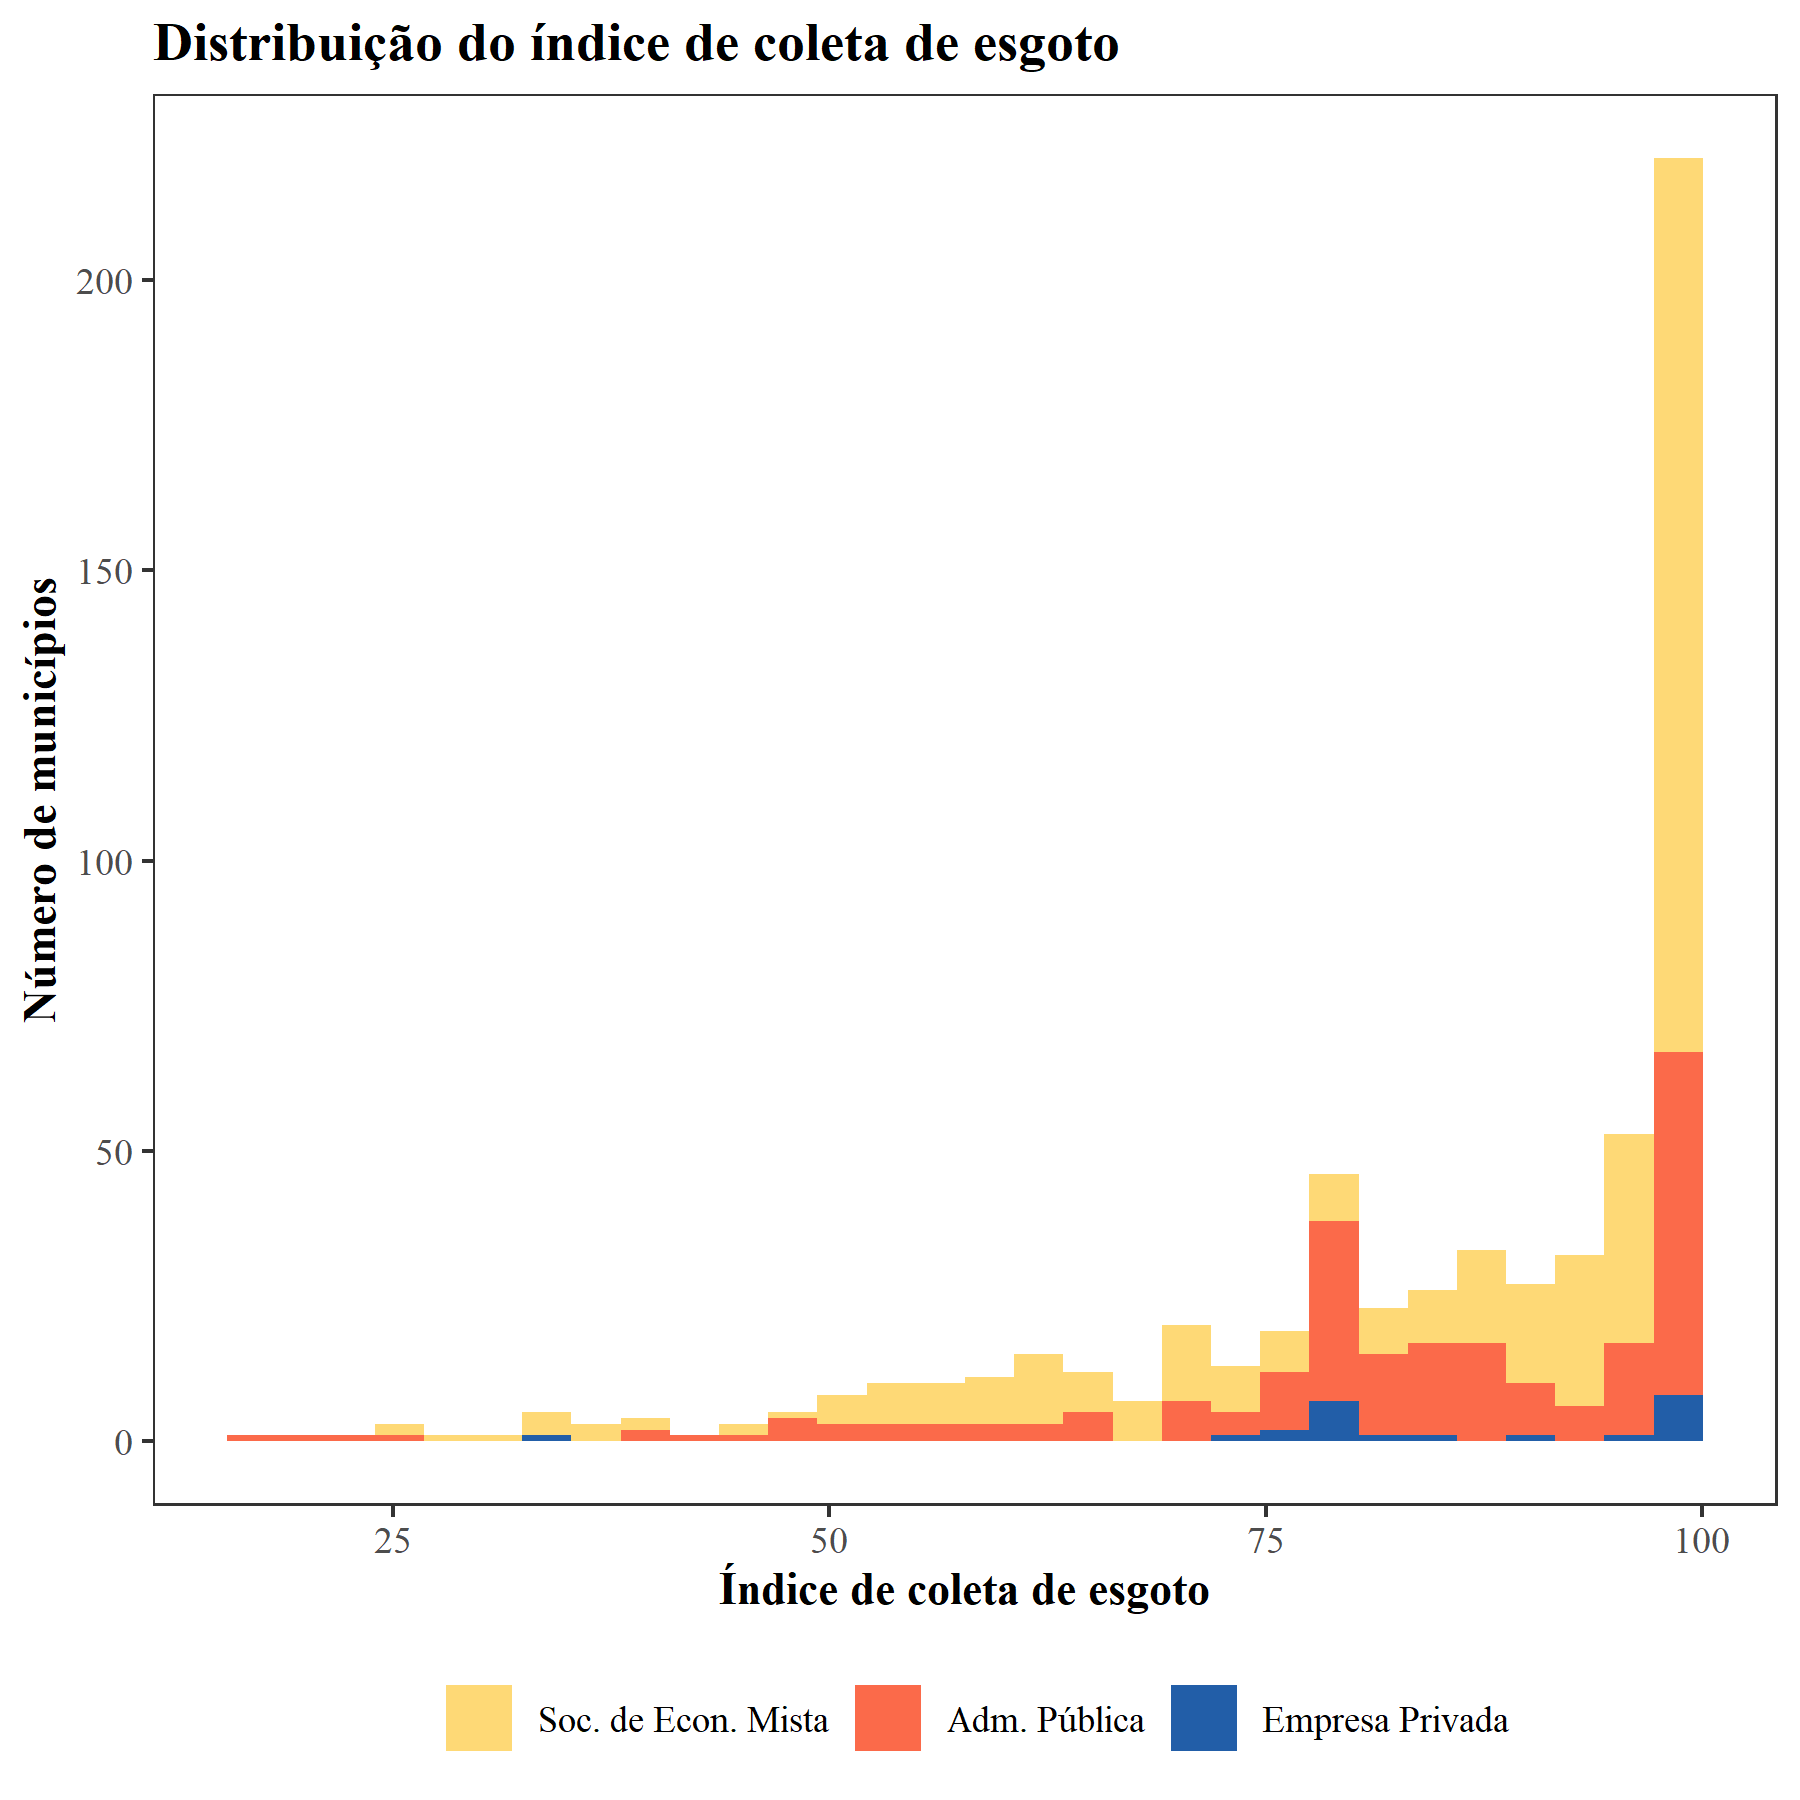 Distribuição do índice de coleta de esgoto
Número de municípios
200
150
100
50
0
25 50 75 100
Índice de coleta de esgoto
Soc. de Econ. Mista Adm. Pública Empresa Privada